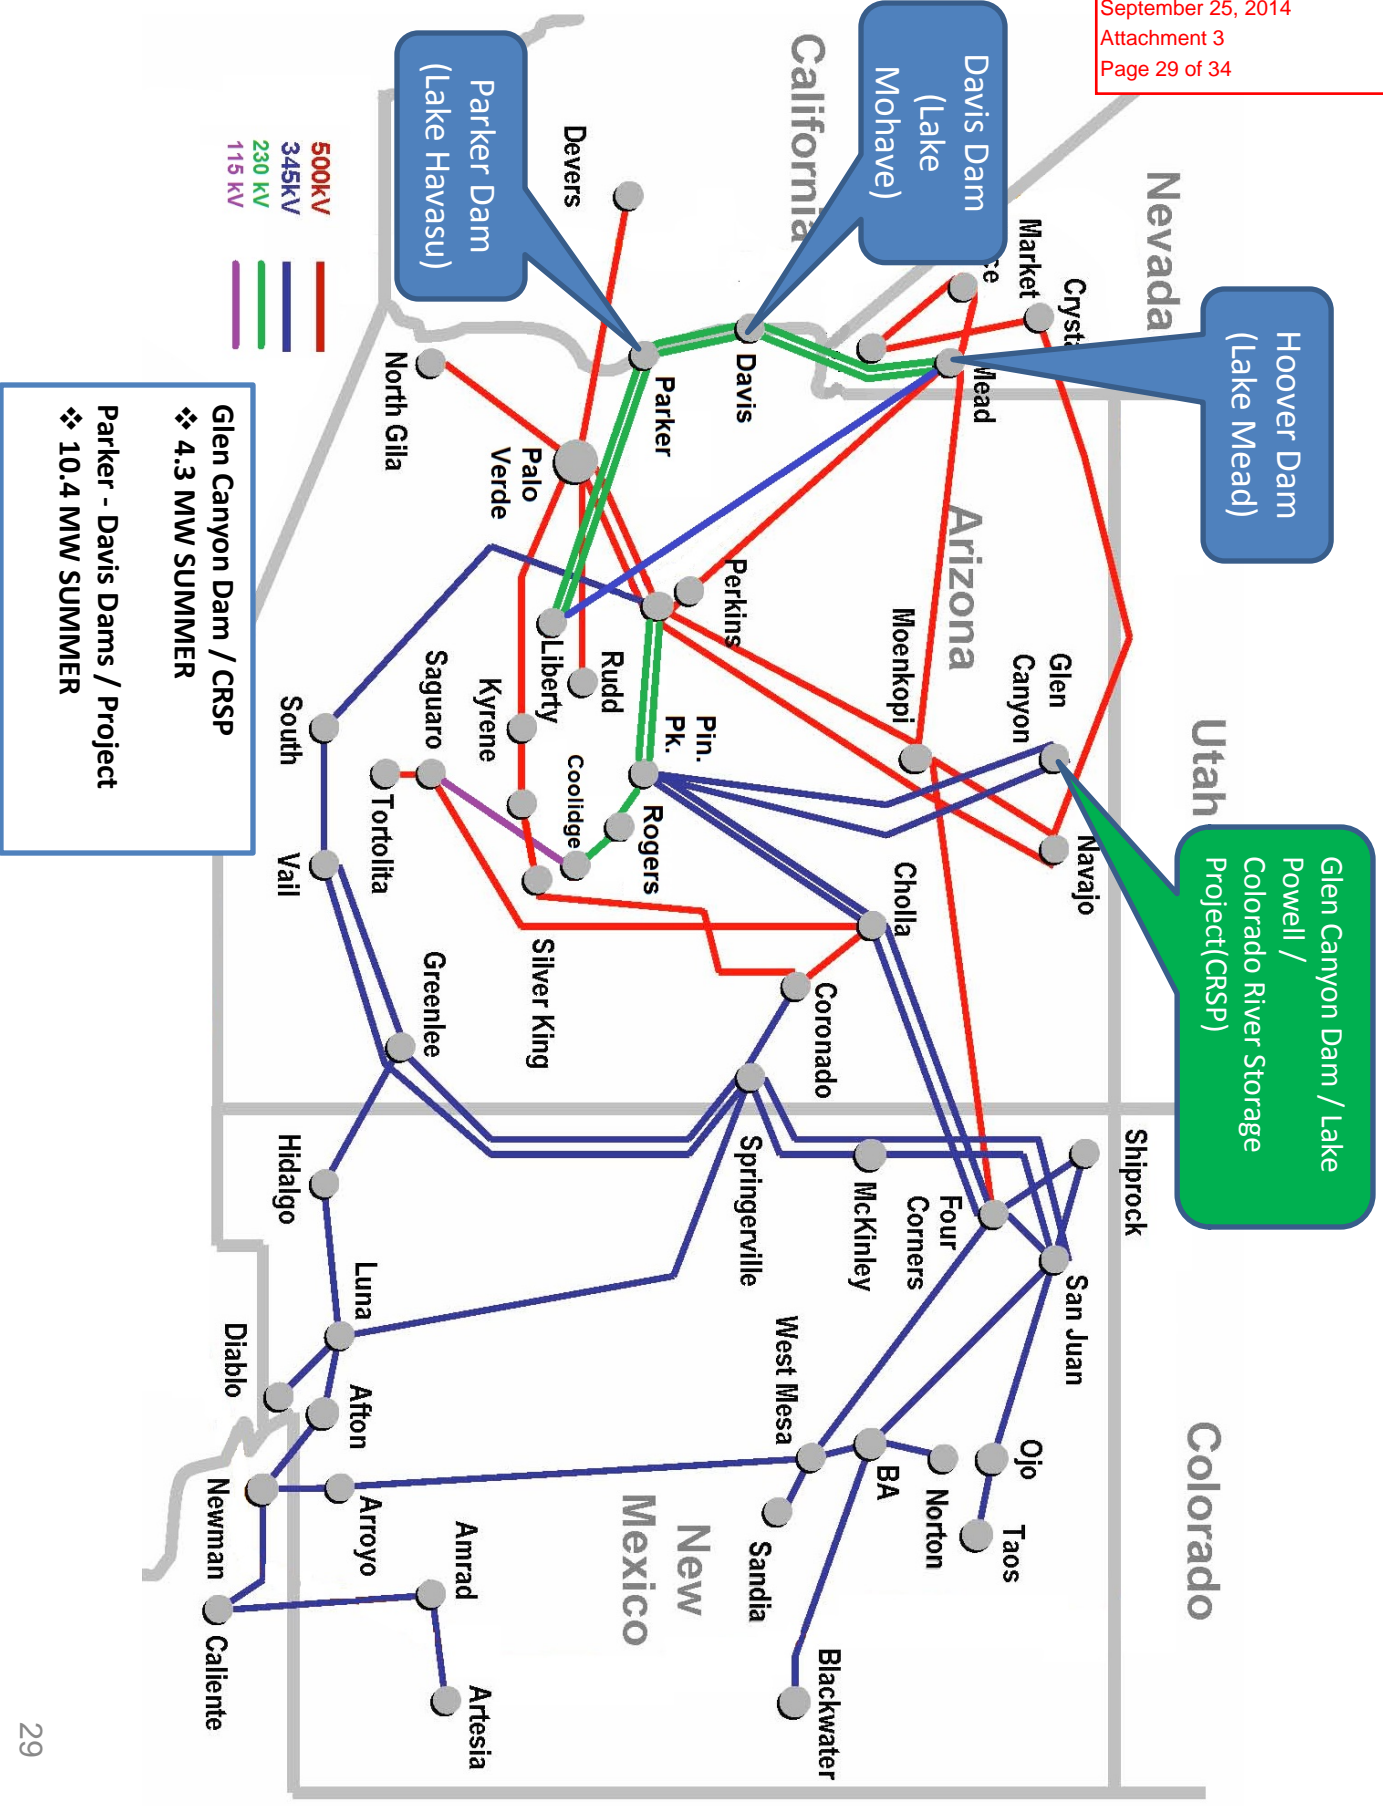 September 25, 2014
Attachment 3
Page 29 of 34
Nevada
Utah
Colorado
California
Arizona
New
Mexico
Hoover Dam
(Lake Mead)
Davis Dam
(Lake
Mohave)
Parker Dam
(Lake Havasu)
Glen Canyon Dam / Lake
Powell /
Colorado River Storage
Project(CRSP)
Market
Mead
Davis
Parker
Devers
North Gila
Palo
Verde
Perkins
Liberty
Rudd
Kyrene
Saguaro
Tortolita
South
Vail
Coolidge
Pin.
Pk.
Rogers
Moenkopi
Glen
Canyon
Navajo
Cholla
Coronado
Silver King
Greenlee
Springerville
McKinley
Four
Corners
Shiprock
San Juan
Hidalgo
Luna
Diablo
Afton
Newman
Arroyo
Caliente
Amrad
Artesia
West Mesa
Sandia
BA
Norton
Ojo
Taos
Blackwater
500kV
345kV
230 kV
115 kV
Glen Canyon Dam / CRSP
❖ 4.3 MW SUMMER
Parker - Davis Dams / Project
❖ 10.4 MW SUMMER
29